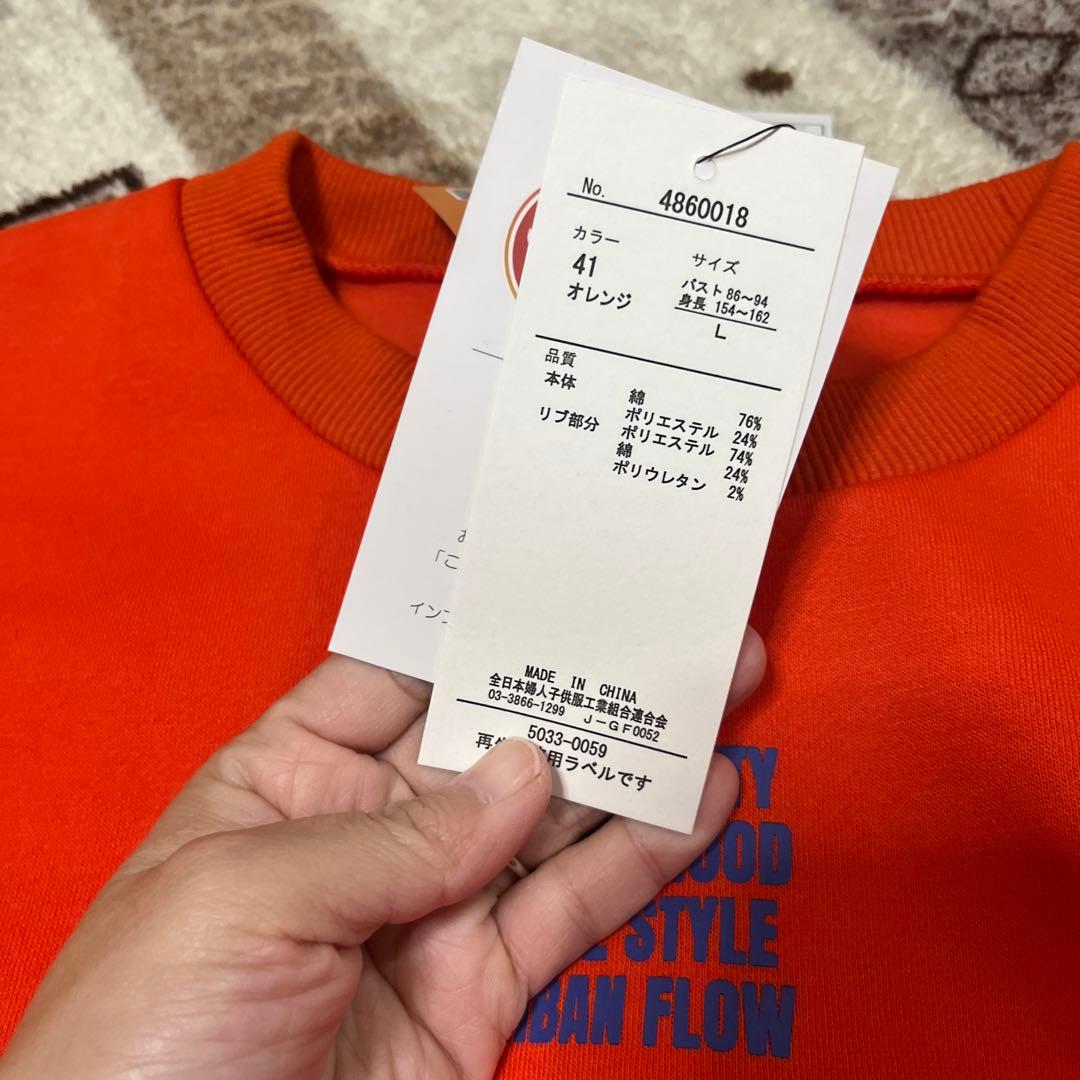 No. 4860018
カラー
41
オレンジ
サイズ
バスト 86〜94
身長 154〜162
L
品質
本体
綿 76%
ポリエステル 24%
リブ部分
ポリエステル 74%
綿 24%
ポリウレタン 2%
MADE IN CHINA
全日本婦人子供服工業組合連合会
03-3866-1299 J-GF0052
5033-0059
用ラベルです
「こ
STYLE
FLOW